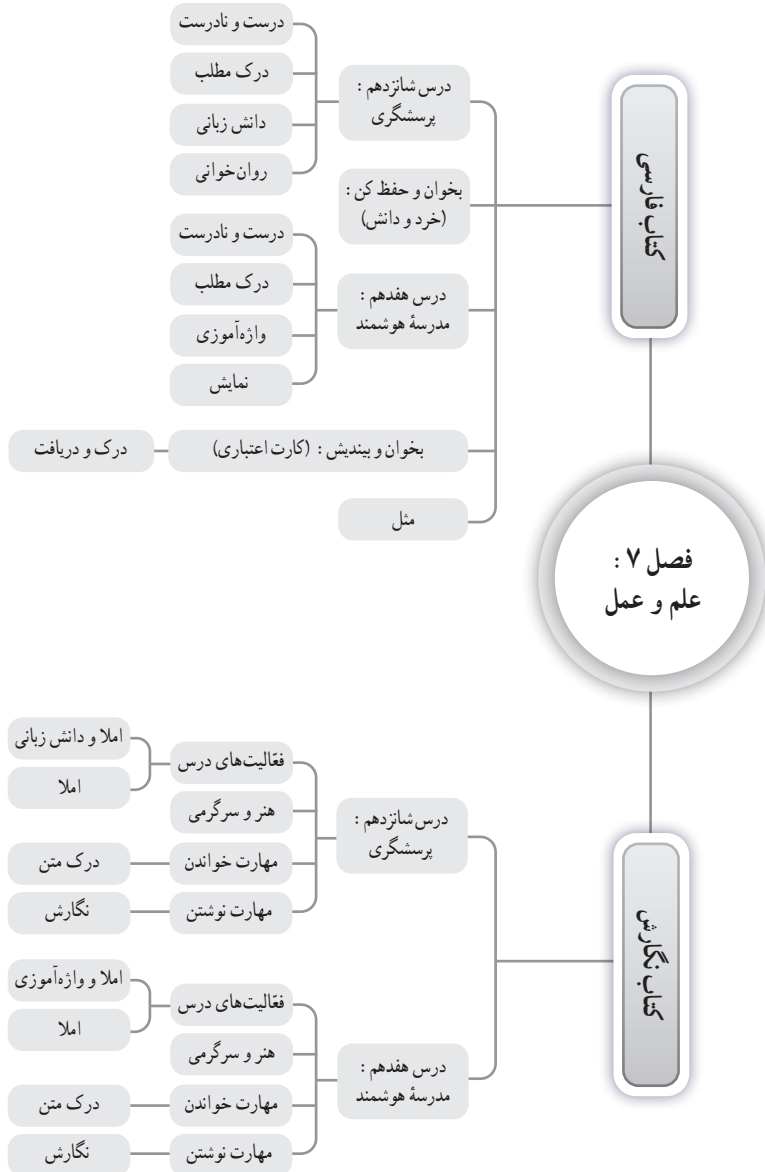 فصل ۷ :
علم و عمل
کتاب فارسی
درس شانزدهم :
پرسشگری
درست و نادرست
درک مطلب
دانش زبانی
روان‌خوانی
بخوان و حفظ کن :
(خرد و دانش)
درس هفدهم :
مدرسهٔ هوشمند
درست و نادرست
درک مطلب
واژه‌آموزی
نمایش
بخوان و بیندیش : (کارت اعتباری)
درک و دریافت
مثل
کتاب نگارش
درس شانزدهم :
پرسشگری
فعّالیت‌های درس
املا و دانش زبانی
املا
هنر و سرگرمی
مهارت خواندن
درک متن
مهارت نوشتن
نگارش
درس هفدهم :
مدرسهٔ هوشمند
فعّالیت‌های درس
املا و واژه‌آموزی
املا
هنر و سرگرمی
مهارت خواندن
درک متن
مهارت نوشتن
نگارش